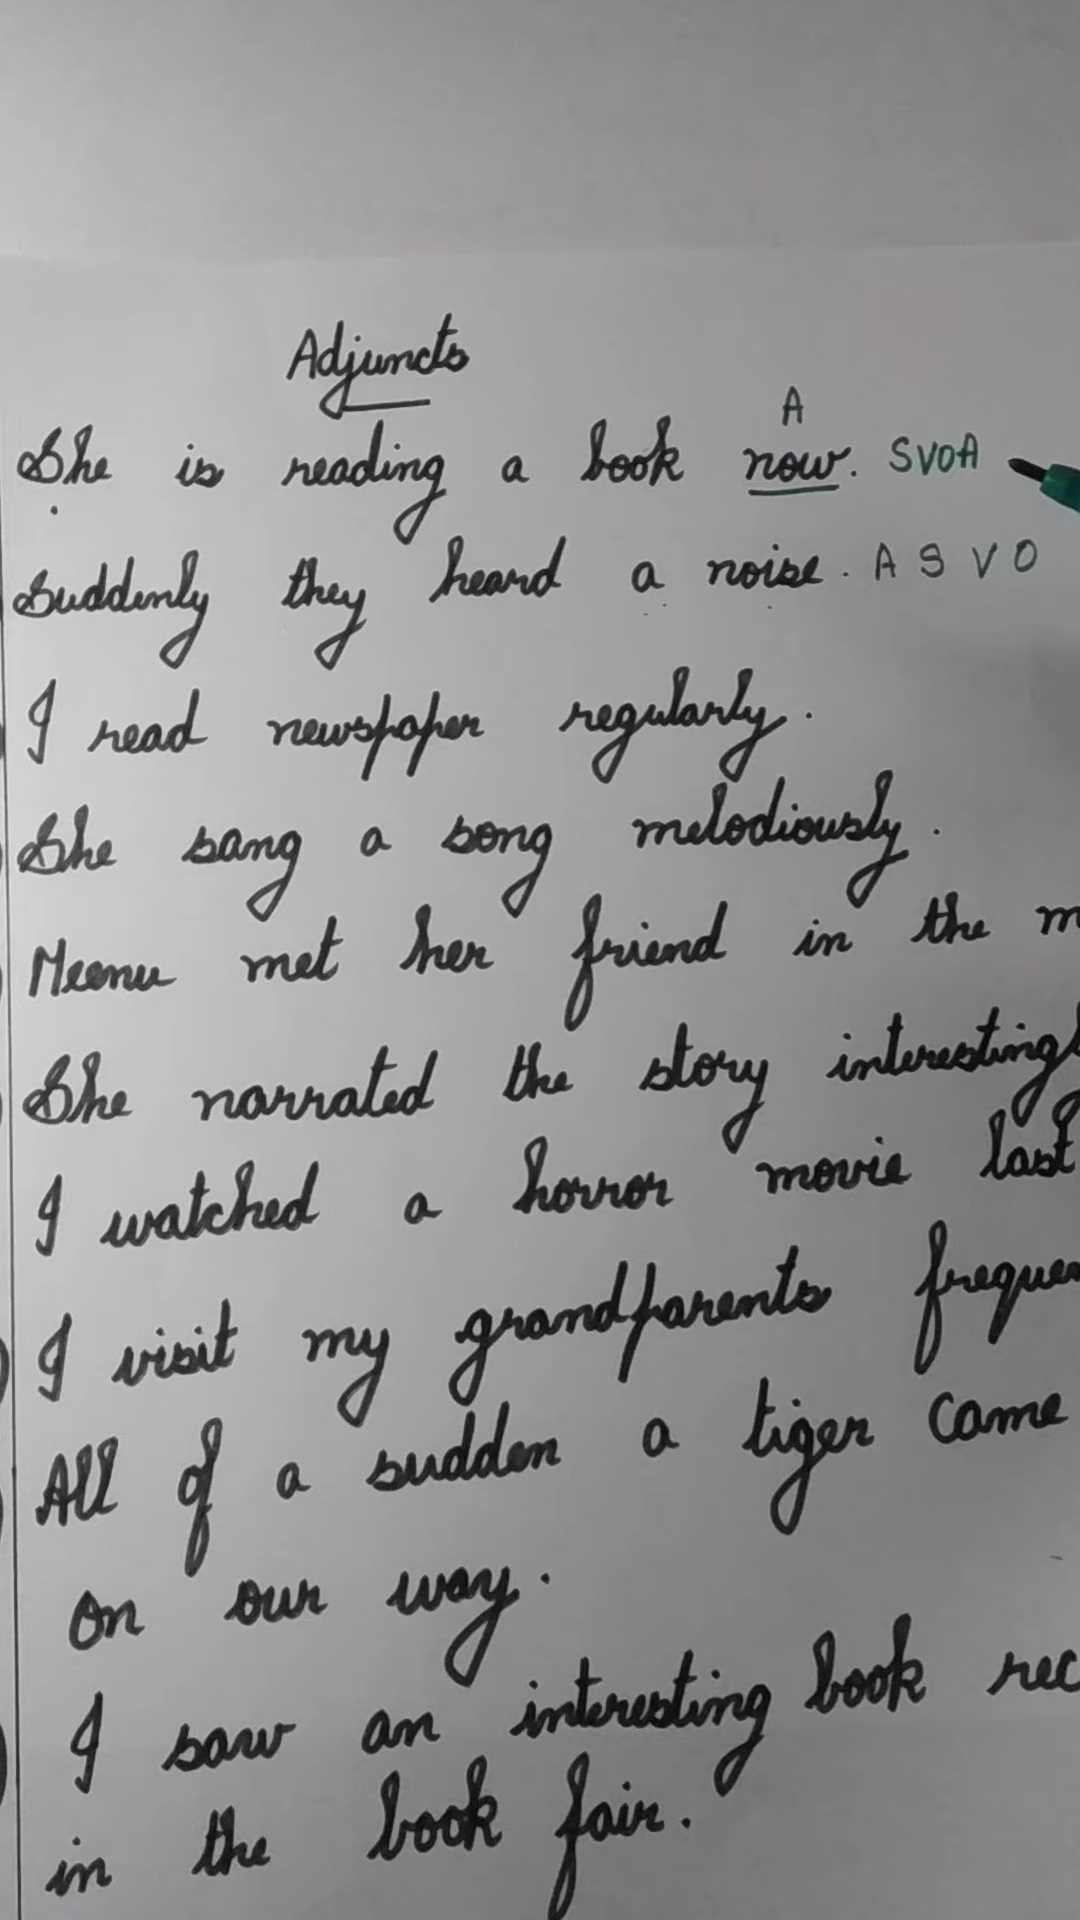 Adjuncts
A
She is reading a book now. SVOA
Suddenly they heard a noise. A S V O
I read newspaper regularly.
She sang a song melodiously.
Meenu met her friend in the
She narrated the story
I watched a horror movie last
I visit my grandparents
All of a sudden a tiger came
on our way.
I saw an interesting book
in the book fair.